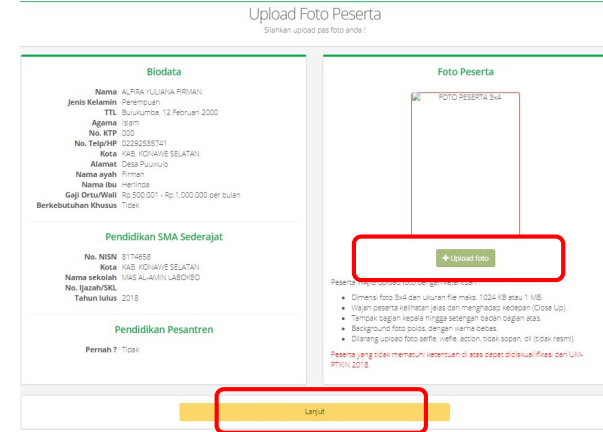 Upload Foto Peserta
Silahkan upload pas foto anda !
Biodata
Nama ALFIRA YULIANA FIRMAN
Jenis Kelamin Perempuan
TTL Bulukumba, 12 Februari 2000
Agama Islam
No. KTP 000
No. Telp/HP 02292535741
Kota KAB. KONAWE SELATAN
Alamat Desa Puuwulo
Nama ayah Firman
Nama ibu Herlinda
Gaji Ortu/Wali Rp.500.001 - Rp.1.000.000 per bulan
Berkebutuhan Khusus Tidak
Pendidikan SMA Sederajat
No. NISN 8174658
Kota KAB. KONAWE SELATAN
Nama sekolah MAS AL-AMIN LABOKEO
No. Ijazah/SKL
Tahun lulus 2018
Pendidikan Pesantren
Pernah ? Tidak
Foto Peserta
FOTO PESERTA 3x4
+ Upload foto
Peserta WAJIB upload foto dengan ketentuan :
• Dimensi foto 3x4 dan ukuran file maks. 1024 KB atau 1 MB.
• Wajah peserta kelihatan jelas dan menghadap kedepan (Close Up).
• Tampak bagian kepala hingga setengah badan bagian atas.
• Background foto polos, dengan warna bebas.
• Dilarang upload foto selfie, wefie, action, tidak sopan, dll (tidak resmi).
Peserta yang tidak mematuhi ketentuan di atas dapat didiskualifikasi dari UM-
PTKIN 2018.
Lanjut